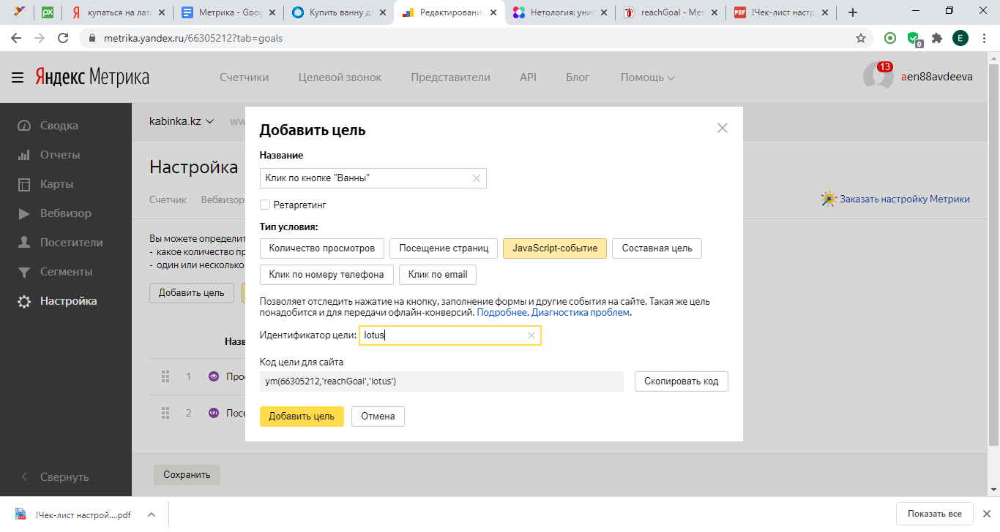 купаться на лати
Метрика - Goog
Купить ванну дл
Редактировани
Нетология: уни
reachGoal - Мет
!Чек-лист настр
metrika.yandex.ru/66305212?tab=goals
0
E
Яндекс Метрика
Счетчики
Целевой звонок
Представители
API
Блог
Помощь
13
aen88avdeeva
Сводка
Отчеты
Карты
Вебвизор
Посетители
Сегменты
Настройка
Свернуть
kabinka.kz
ww
Настройка
Счетчик
Вебвизор
Заказать настройку Метрики
Вы можете определит
- какое количество пр
- один или несколько
Добавить цель
Назв
1
Прос
2
URL
Посе
Сохранить
Добавить цель
Название
Клик по кнопке "Ванны"
Ретаргетинг
Тип условия:
Количество просмотров
Посещение страниц
JavaScript-событие
Составная цель
Клик по номеру телефона
Клик по email
Позволяет отследить нажатие на кнопку, заполнение формы и другие события на сайте. Такая же цель
понадобится и для передачи офлайн-конверсий. Подробнее. Диагностика проблем.
Идентификатор цели:
lotus
Код цели для сайта
ym(66305212,'reachGoal','lotus')
Скопировать код
Добавить цель
Отмена
!Чек-лист настрой....pdf
Показать все